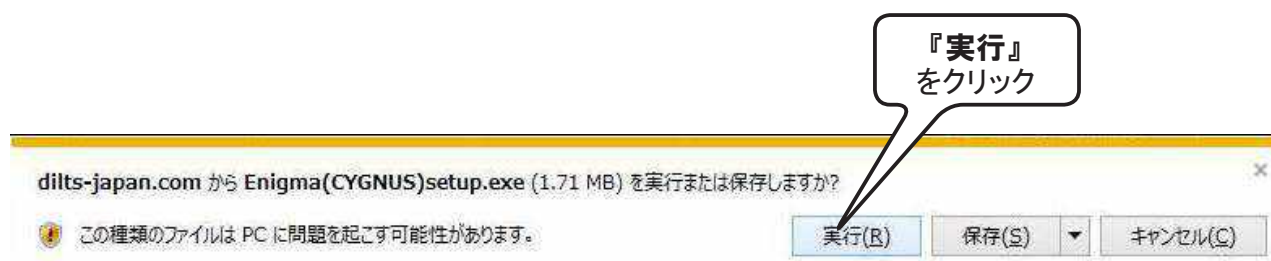 『実行』
をクリック
dilts-japan.com から Enigma(CYGNUS)setup.exe (1.71 MB) を実行または保存しますか?
×
この種類のファイルは PC に問題を起こす可能性があります。
実行(R)
保存(S)
▼
キャンセル(C)